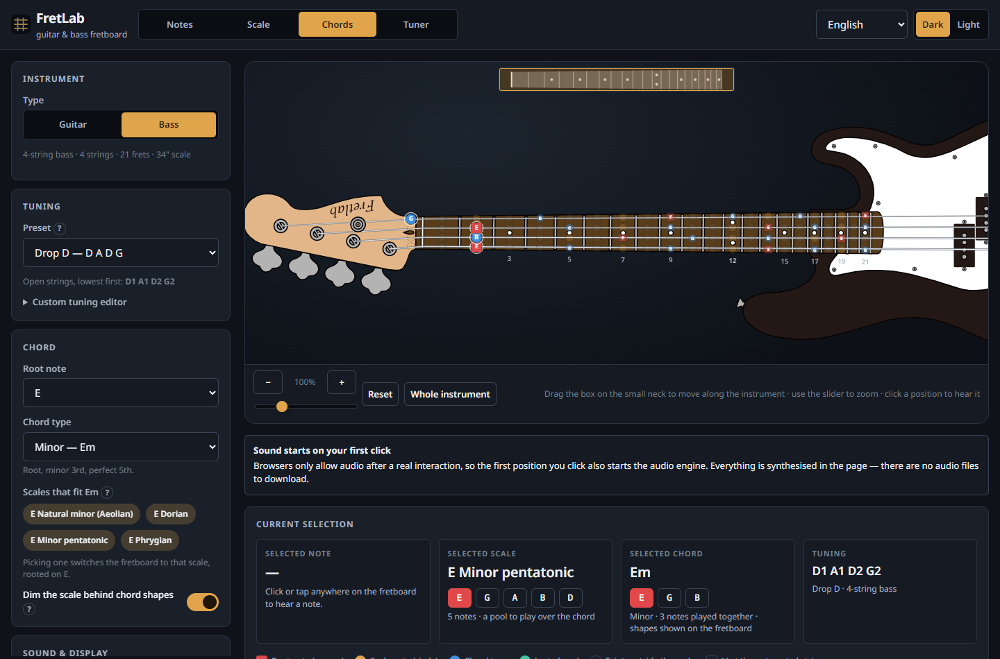 FretLab
guitar & bass fretboard
Notes Scale Chords Tuner
English
Dark Light
INSTRUMENT
Type
Guitar Bass
4-string bass · 4 strings · 21 frets · 34" scale
TUNING
Preset ?
Drop D — D A D G
Open strings, lowest first: D1 A1 D2 G2
Custom tuning editor
CHORD
Root note
E
Chord type
Minor — Em
Root, minor 3rd, perfect 5th.
Scales that fit Em ?
E Natural minor (Aeolian) E Dorian
E Minor pentatonic E Phrygian
Picking one switches the fretboard to that scale,
rooted on E.
Dim the scale behind chord shapes
?
SOUND & DISPLAY
Fretlab
G B G E
E B G E B
B E G B
E G B E B
3 5 7 9 12 15 17 19 21
− 100% +
Reset Whole instrument
Drag the box on the small neck to move along the instrument · use the slider to zoom · click a position to hear it
Sound starts on your first click
Browsers only allow audio after a real interaction, so the first position you click also starts the audio engine. Everything is synthesised in the page — there are no audio files
to download.
CURRENT SELECTION
SELECTED NOTE
—
Click or tap anywhere on the fretboard
to hear a note.
SELECTED SCALE
E Minor pentatonic
E G A B D
5 notes · a pool to play over the chord
SELECTED CHORD
Em
E G B
Minor · 3 notes played together ·
shapes shown on the fretboard
TUNING
D1 A1 D2 G2
Drop D · 4-string bass